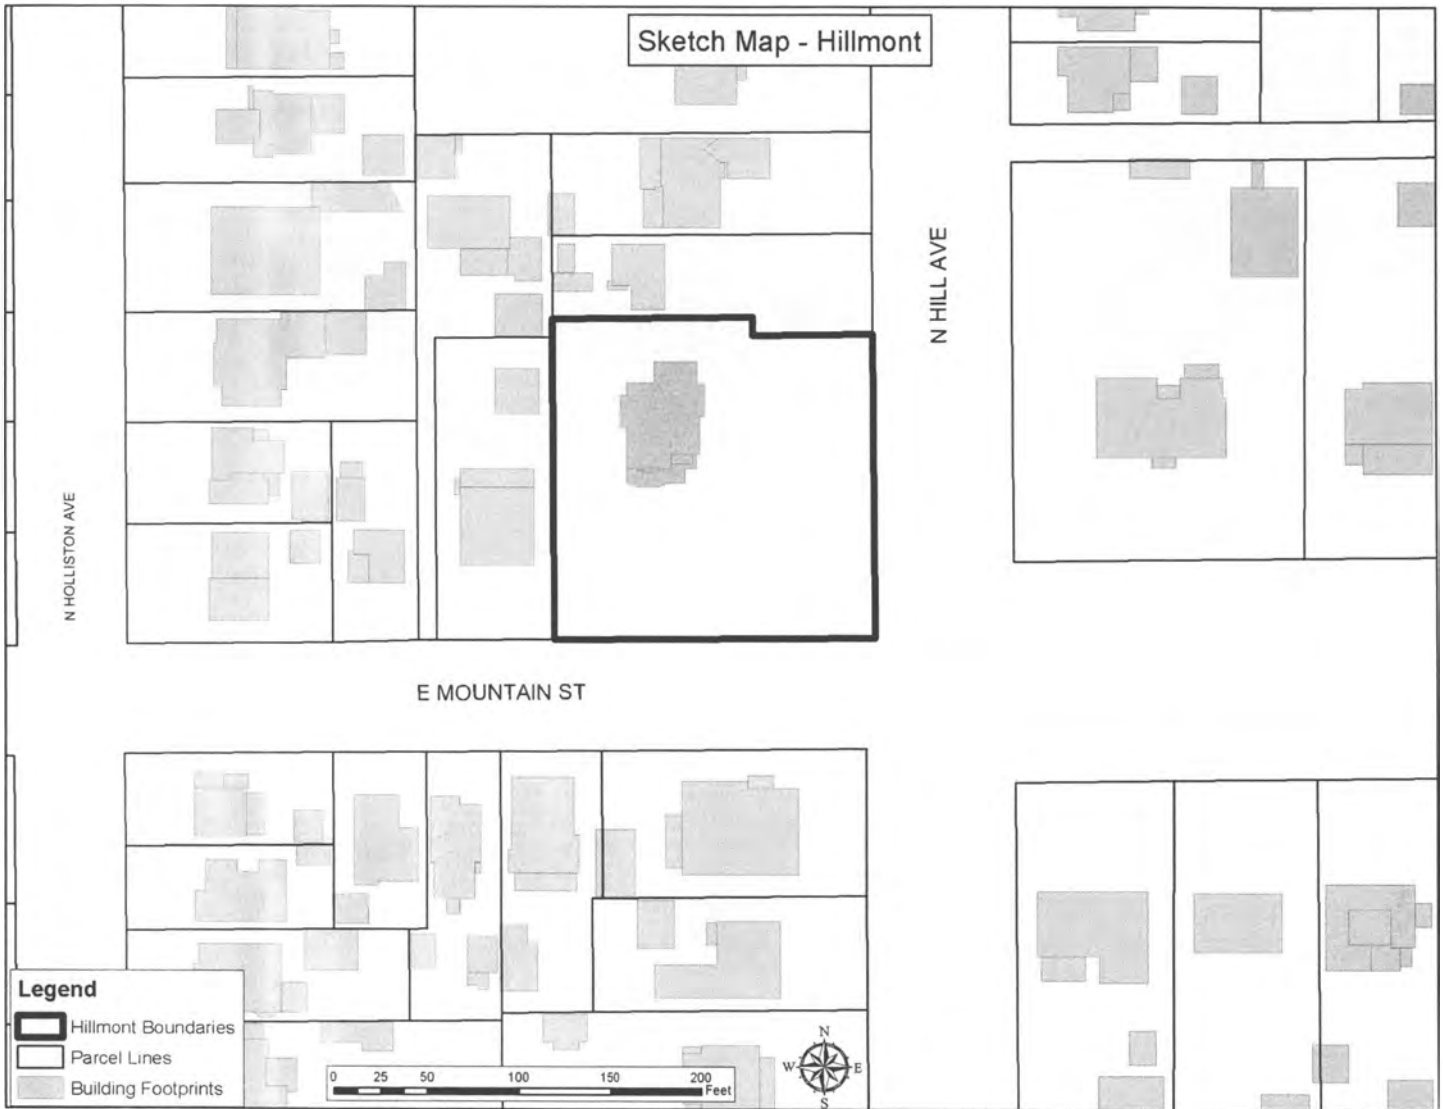 Sketch Map - Hillmont
N HILL AVE
N HOLLISTON AVE
E MOUNTAIN ST
Legend
Hillmont Boundaries
Parcel Lines
Building Footprints
0 25 50 100 150 200
Feet
N
W E
S